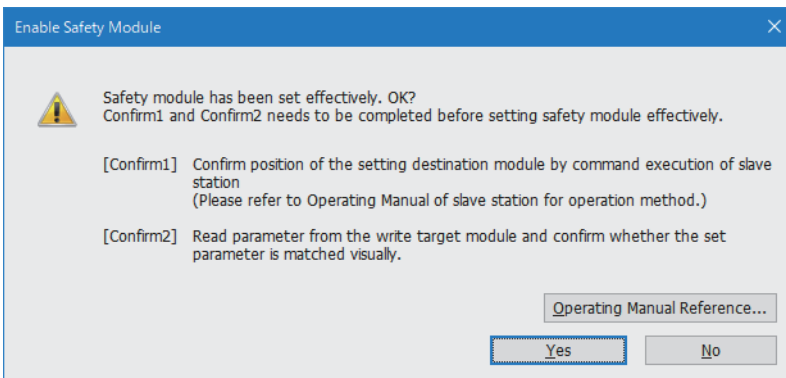 Enable Safety Module
Safety module has been set effectively. OK?
Confirm1 and Confirm2 needs to be completed before setting safety module effectively.
[Confirm1] Confirm position of the setting destination module by command execution of slave
station
(Please refer to Operating Manual of slave station for operation method.)
[Confirm2] Read parameter from the write target module and confirm whether the set
parameter is matched visually.
Operating Manual Reference...
Yes No